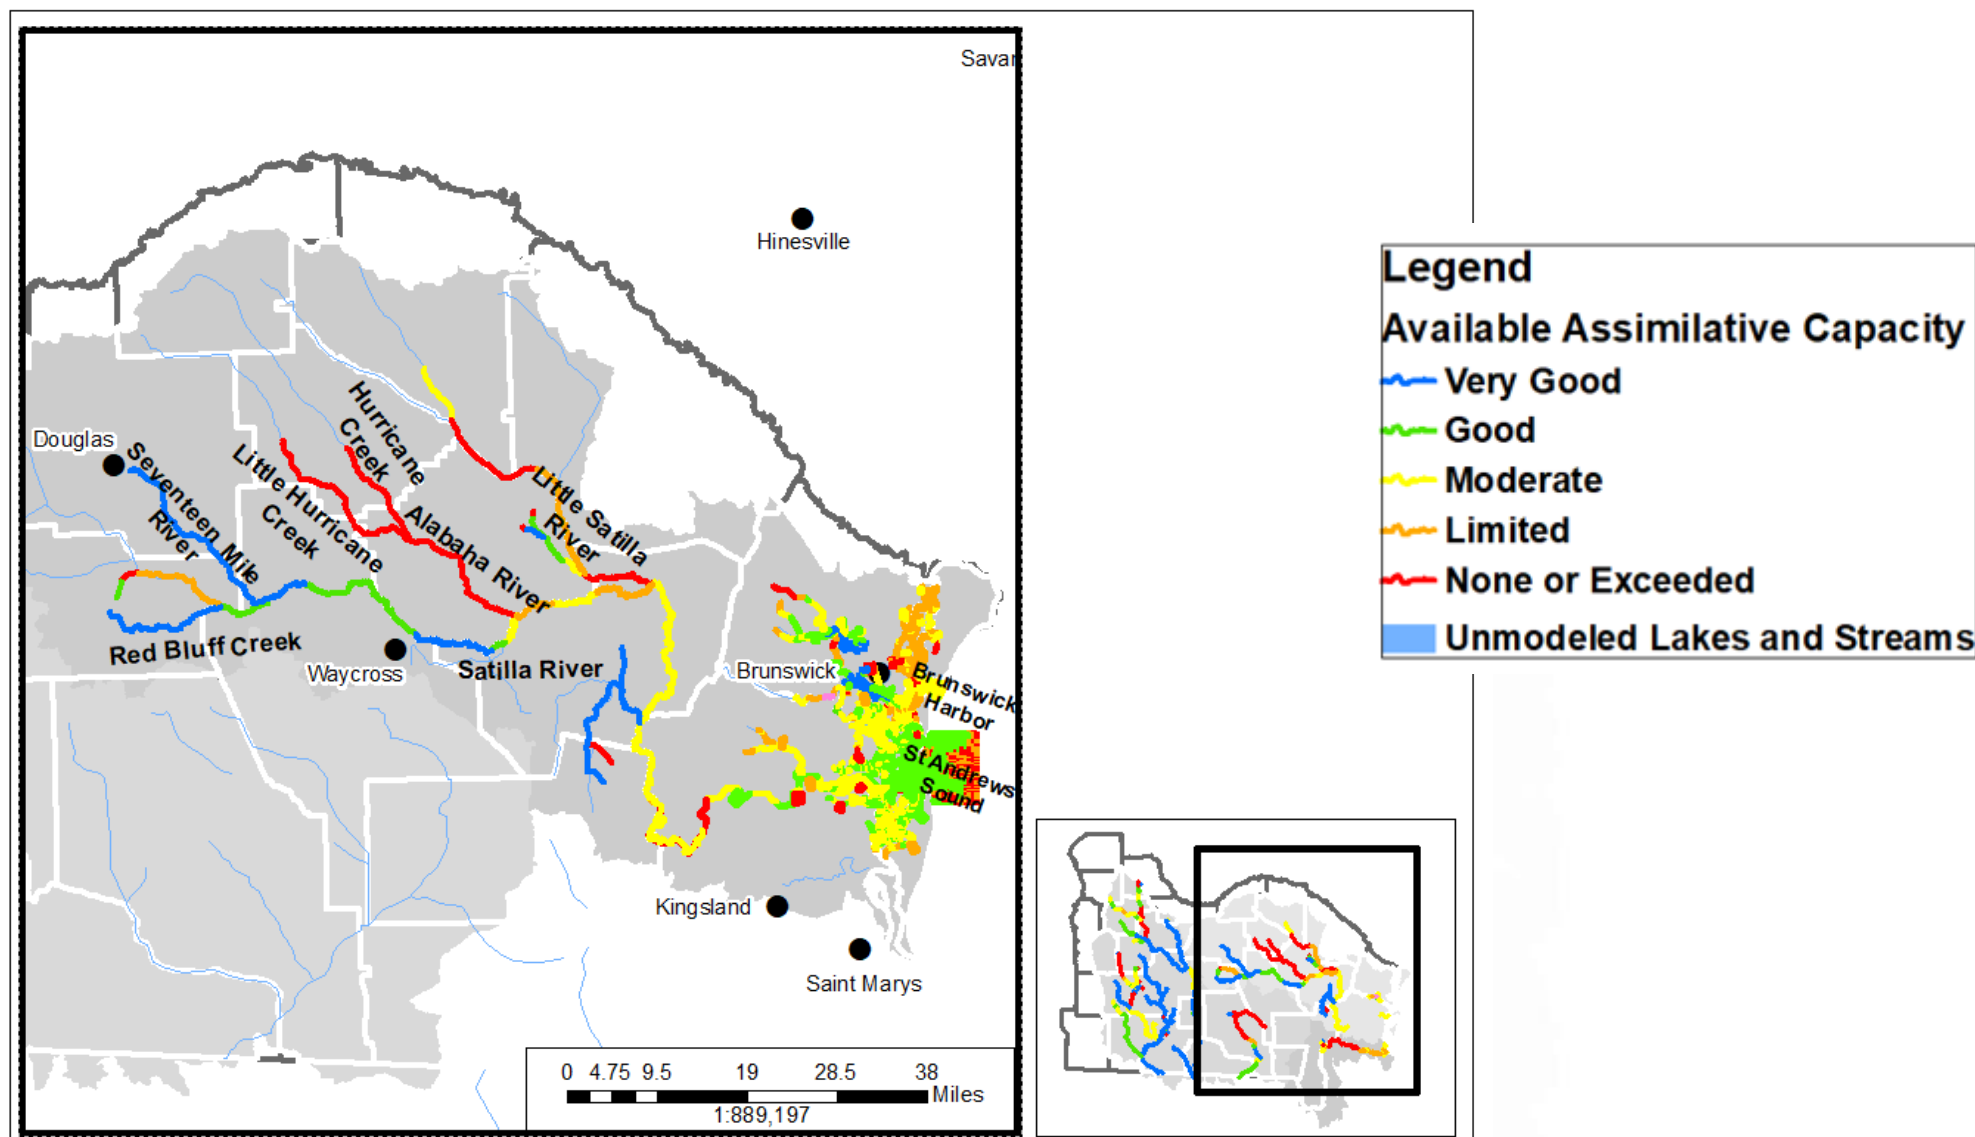 Savan
Hinesville
Douglas
Seventeen Mile
River
Little Hurricane
Creek
Hurricane
Creek
Alabaha River
Little Satilla
River
Red Bluff Creek
Waycross
Satilla River
Brunswick
Brunswick
Harbor
St Andrews
Sound
Kingsland
Saint Marys
0 4.75 9.5 19 28.5 38
Miles
1:889,197
Legend
Available Assimilative Capacity
Very Good
Good
Moderate
Limited
None or Exceeded
Unmodeled Lakes and Streams